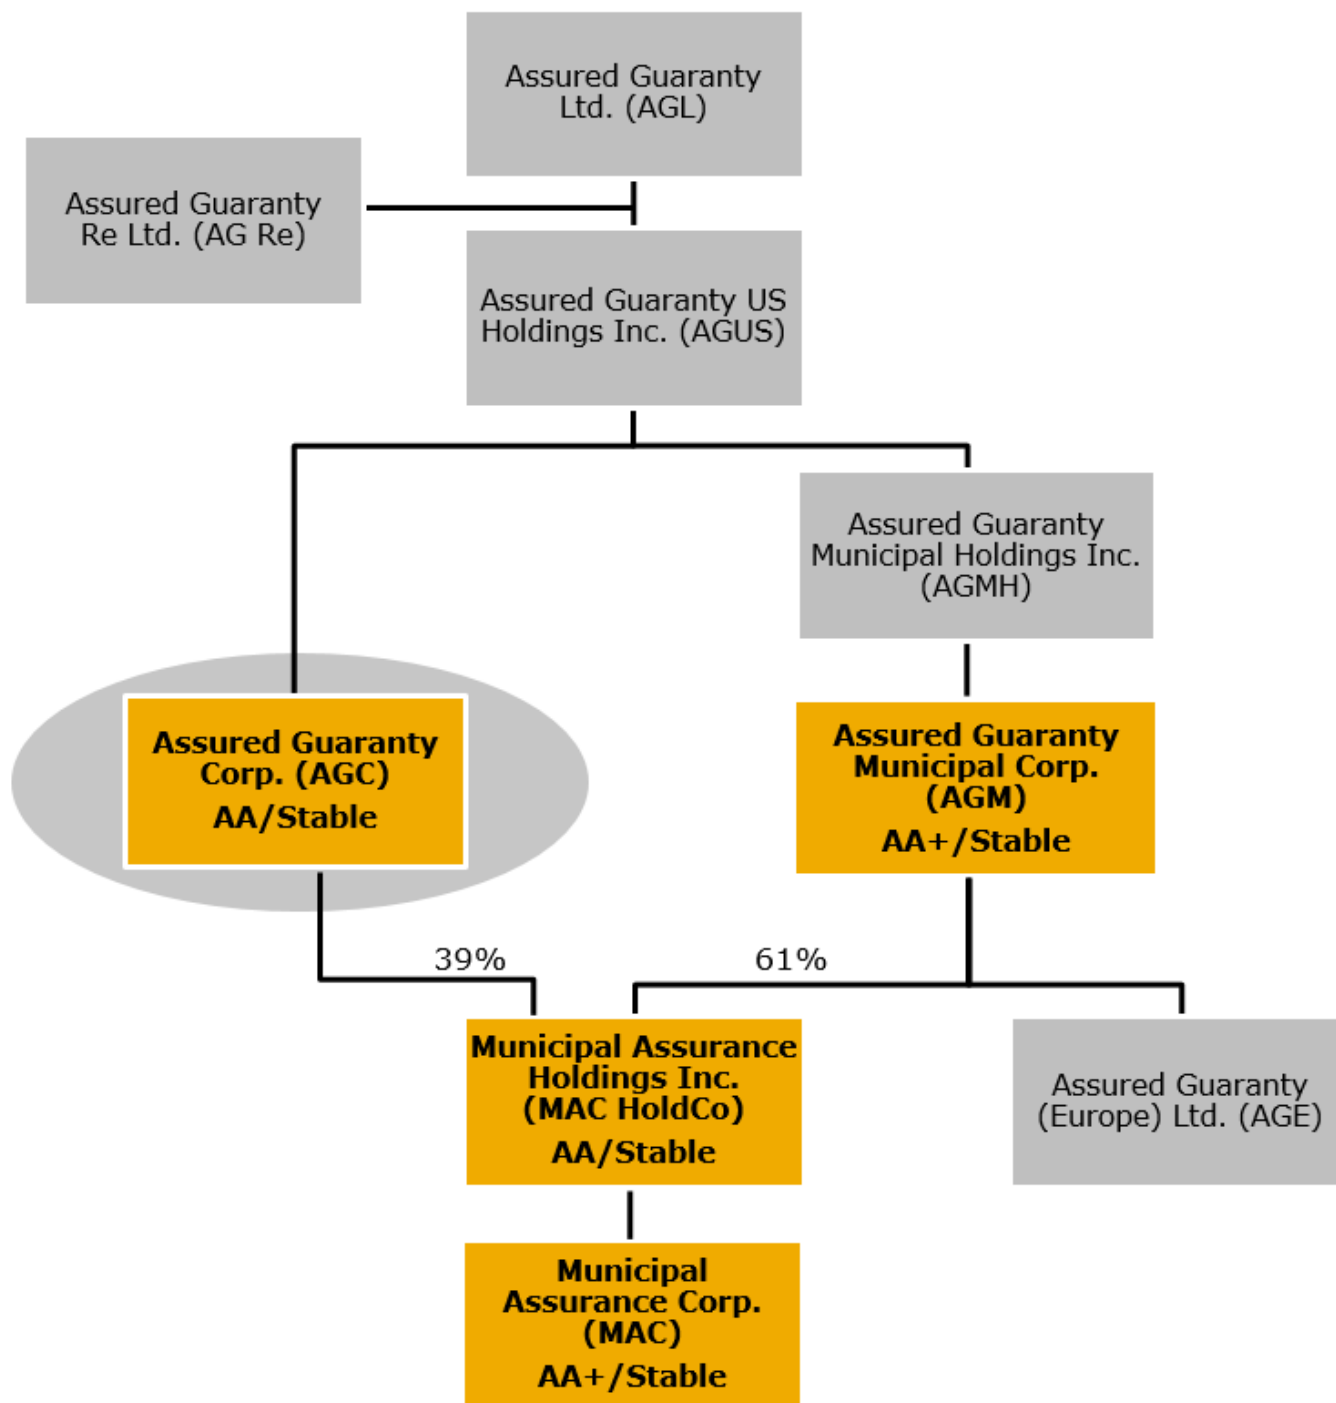 Assured Guaranty
Ltd. (AGL)
Assured Guaranty
Re Ltd. (AG Re)
Assured Guaranty US
Holdings Inc. (AGUS)
Assured Guaranty
Municipal Holdings Inc.
(AGMH)
Assured Guaranty
Corp. (AGC)
AA/Stable
Assured Guaranty
Municipal Corp.
(AGM)
AA+/Stable
39%
61%
Municipal Assurance
Holdings Inc.
(MAC HoldCo)
AA/Stable
Assured Guaranty
(Europe) Ltd. (AGE)
Municipal
Assurance Corp.
(MAC)
AA+/Stable